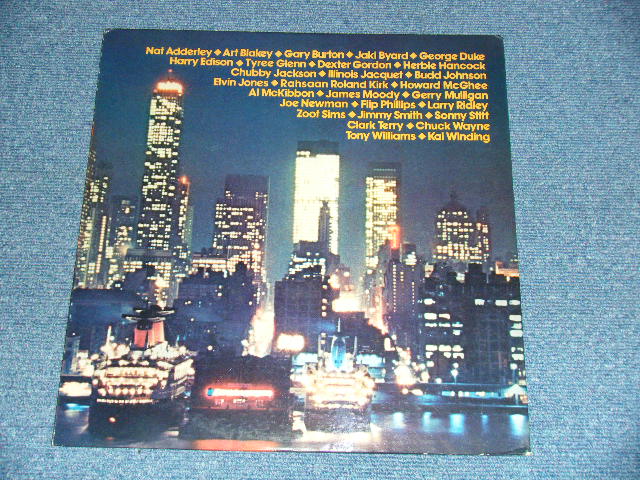 Nat Adderley ◆ Art Blakey ◆ Gary Burton ◆ Jaki Byard ◆ George Duke
Harry Edison ◆ Tyree Glenn ◆ Dexter Gordon ◆ Herbie Hancock
Chubby Jackson ◆ Illinois Jacquet ◆ Budd Johnson
Elvin Jones ◆ Rahsaan Roland Kirk ◆ Howard McGhee
Al McKibbon ◆ James Moody ◆ Gerry Mulligan
Joe Newman ◆ Flip Phillips ◆ Larry Ridley
Zoot Sims ◆ Jimmy Smith ◆ Sonny Stitt
Clark Terry ◆ Chuck Wayne
Tony Williams ◆ Kai Winding